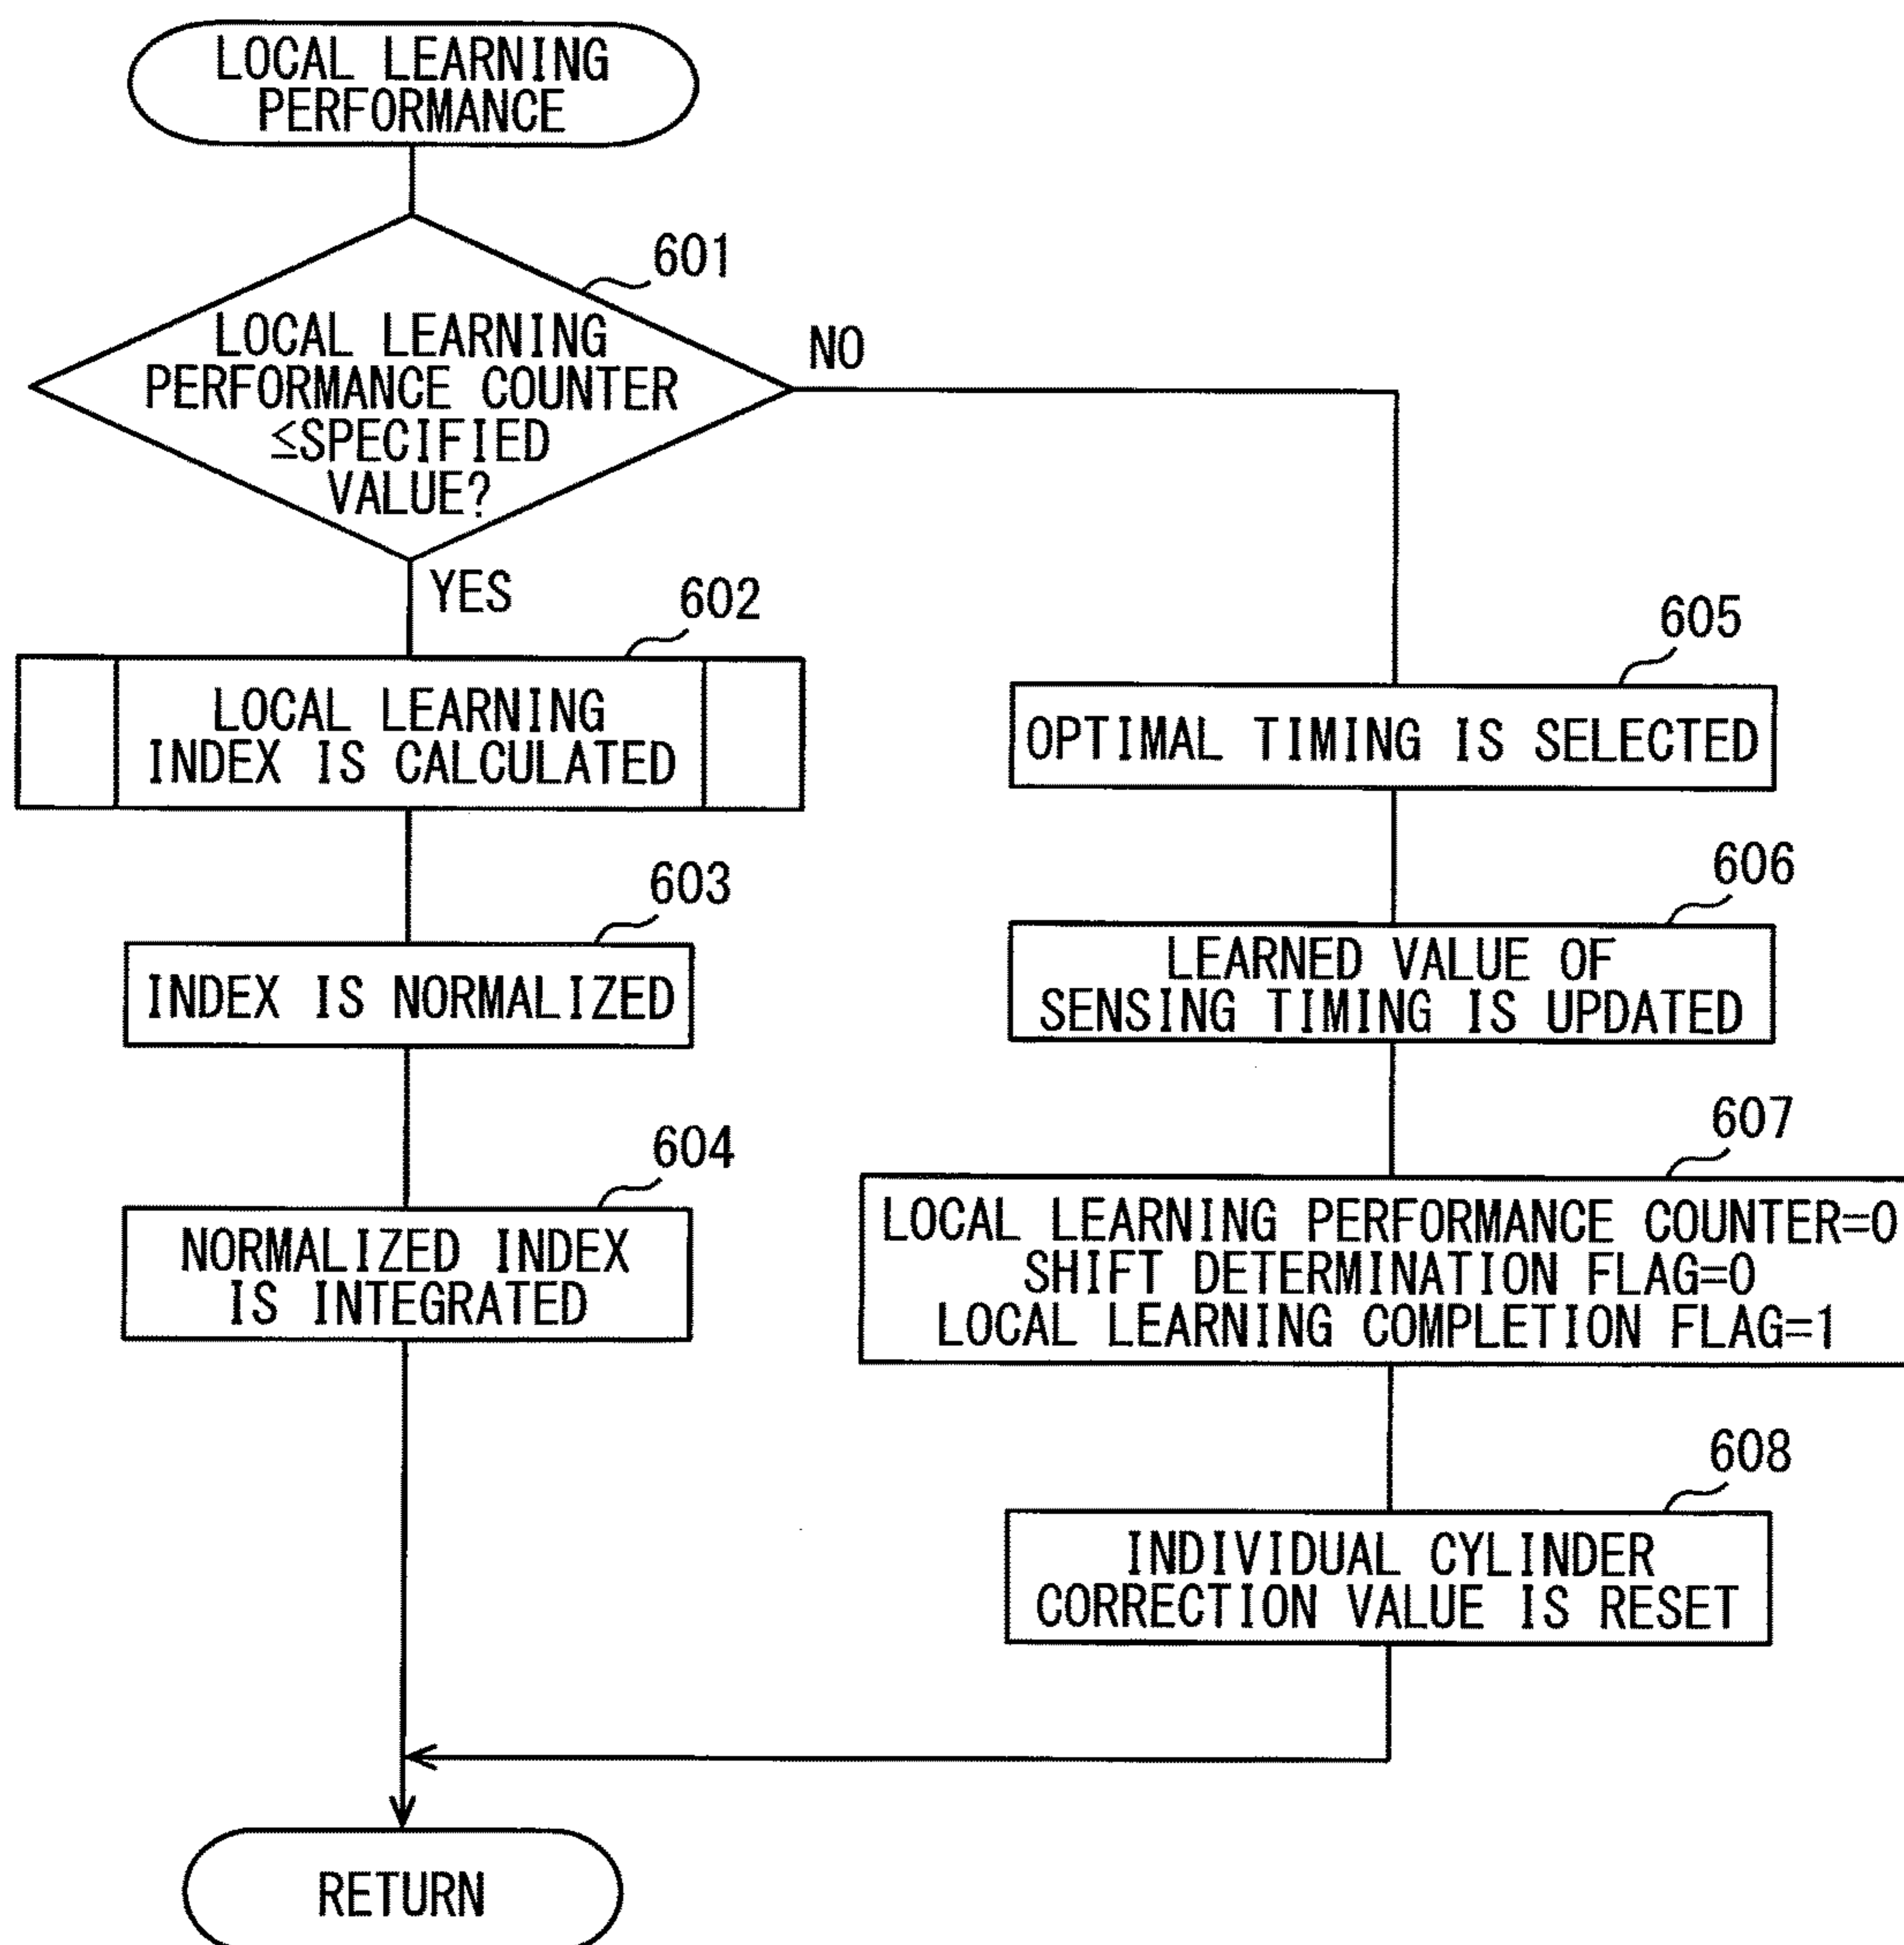 LOCAL LEARNING
PERFORMANCE
601
LOCAL LEARNING
PERFORMANCE COUNTER
≤SPECIFIED
VALUE?
NO
YES
602
LOCAL LEARNING
INDEX IS CALCULATED
603
INDEX IS NORMALIZED
604
NORMALIZED INDEX
IS INTEGRATED
605
OPTIMAL TIMING IS SELECTED
606
LEARNED VALUE OF
SENSING TIMING IS UPDATED
607
LOCAL LEARNING PERFORMANCE COUNTER=0
SHIFT DETERMINATION FLAG=0
LOCAL LEARNING COMPLETION FLAG=1
608
INDIVIDUAL CYLINDER
CORRECTION VALUE IS RESET
RETURN